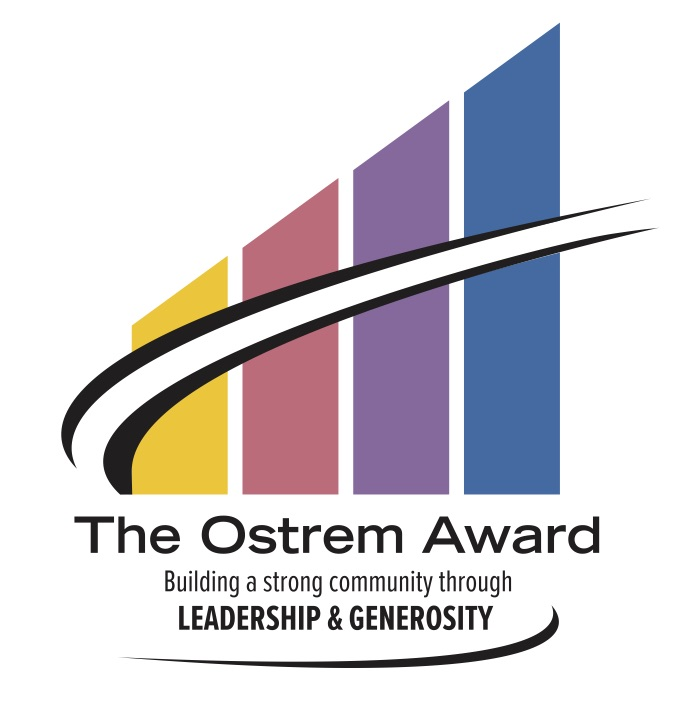 The Ostrem Award
Building a strong community through
LEADERSHIP & GENEROSITY